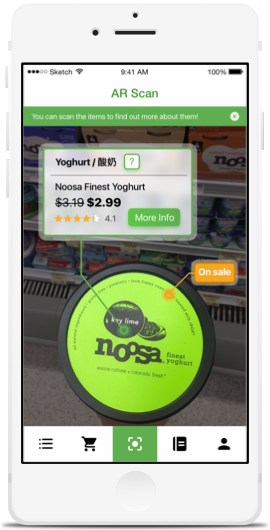 Sketch 9:41 AM 100%
AR Scan
You can scan the items to find out more about them!
noosa
Yoghurt / 酸奶 ?
Noosa Finest Yoghurt
$3.19 $2.99
4.1 More Info
On sale
key lime
noosa
finest
yoghurt